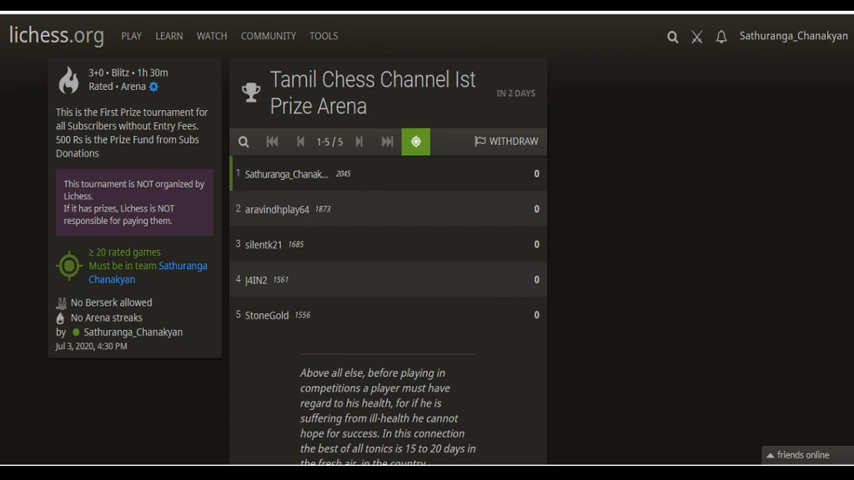 lichess.org PLAY LEARN WATCH COMMUNITY TOOLS Sathuranga_Chanakyan
3+0 • Blitz • 1h 30m
Rated • Arena
This is the First Prize tournament for
all Subscribers without Entry Fees.
500 Rs is the Prize Fund from Subs
Donations
This tournament is NOT organized by
Lichess.
If it has prizes, Lichess is NOT
responsible for paying them.
≥ 20 rated games
Must be in team Sathuranga
Chanakyan
No Berserk allowed
No Arena streaks
by Sathuranga_Chanakyan
Jul 3, 2020, 4:30 PM
Tamil Chess Channel Ist
Prize Arena
IN 2 DAYS
1-5 / 5 WITHDRAW
1 Sathuranga_Chanak... 2045 0
2 aravindhplay64 1873 0
3 silentk21 1685 0
4 J4IN2 1561 0
5 StoneGold 1556 0
Above all else, before playing in
competitions a player must have
regard to his health, for if he is
suffering from ill-health he cannot
hope for success. In this connection
the best of all tonics is 15 to 20 days in
the fresh air, in the country.
friends online